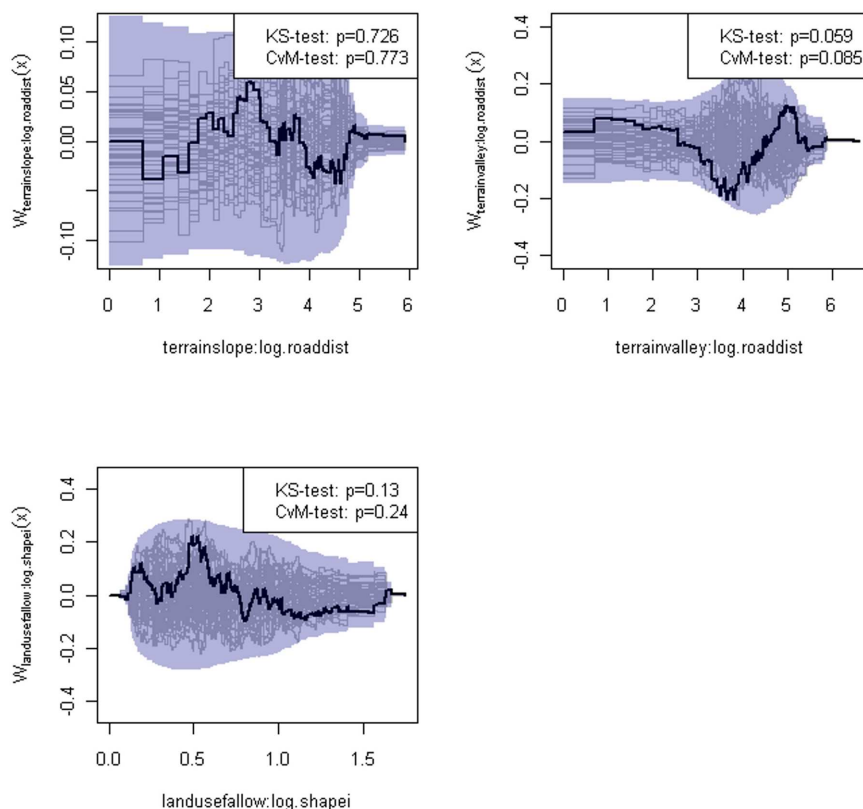 KS-test: p=0.726
CvM-test: p=0.773
W terrainslope:log.roaddist (x)
0.10
0.05
0.00
-0.10
0 1 2 3 4 5 6
terrainslope:log.roaddist
KS-test: p=0.059
CvM-test: p=0.085
W terrainvalley:log.roaddist (x)
0.4
0.2
0.0
-0.2
-0.4
0 1 2 3 4 5 6
terrainvalley:log.roaddist
KS-test: p=0.13
CvM-test: p=0.24
W landusefallow:log.shapei (x)
0.4
0.2
0.0
-0.2
-0.4
0.0 0.5 1.0 1.5
landusefallow:log.shapei